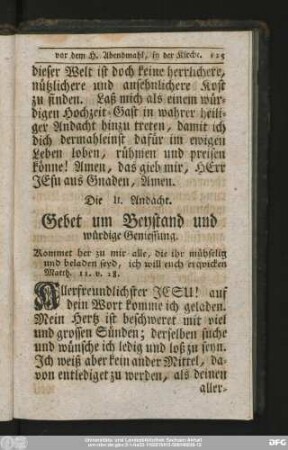 vor dem H. Abendmahl, in der Kirche. 125
dieser Welt ist doch keine herrlichere,
nützlichere und ansehnlichere Kost
zu finden. Laß mich als einem wür-
digen Hochzeit-Gast in wahrer heili-
ger Andacht hinzu treten, damit ich
dich dermahleinst dafür im ewigen
Leben loben, rühmen und preisen
könne! Amen, das gieb mir, HErr
JEsu aus Gnaden, Amen.
Die II. Andacht.
Gebet um Beystand und
würdige Geniessung.
Kommet her zu mir alle, die ihr mühselig
und beladen seyd, ich will euch erqvicken
Matth. 11. v. 28.
Allerfreundlichster JESU! auf
dein Wort komme ich geladen.
Mein Hertz ist beschweret mit viel
und grossen Sünden; derselben suche
und wünsche ich ledig und loß zu seyn.
Ich weiß aber kein ander Mittel, da-
von entlediget zu werden, als deinen
aller-